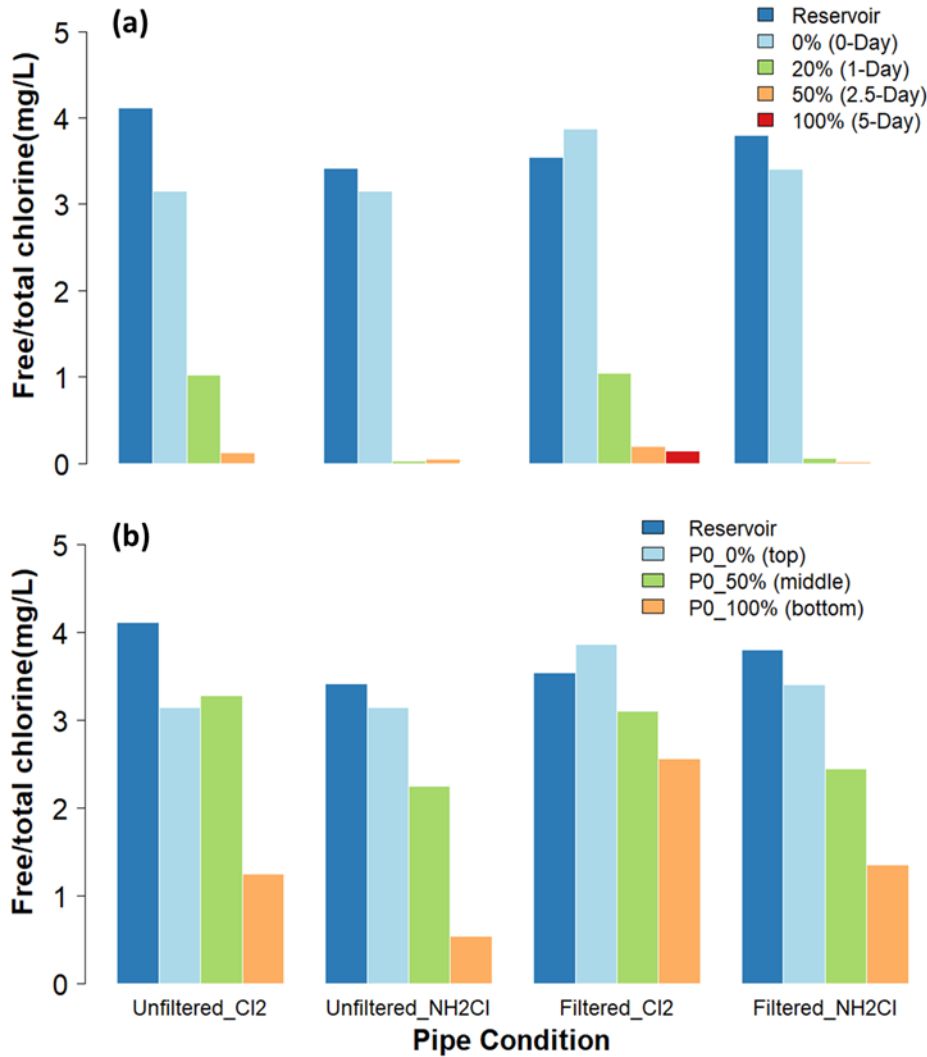 (a)
Reservoir
0% (0-Day)
20% (1-Day)
50% (2.5-Day)
100% (5-Day)
Free/total chlorine(mg/L)
5
4
3
2
1
0
(b)
Reservoir
P0_0% (top)
P0_50% (middle)
P0_100% (bottom)
Free/total chlorine(mg/L)
5
4
3
2
1
0
Unfiltered_Cl2 Unfiltered_NH2Cl Filtered_Cl2 Filtered_NH2Cl
Pipe Condition